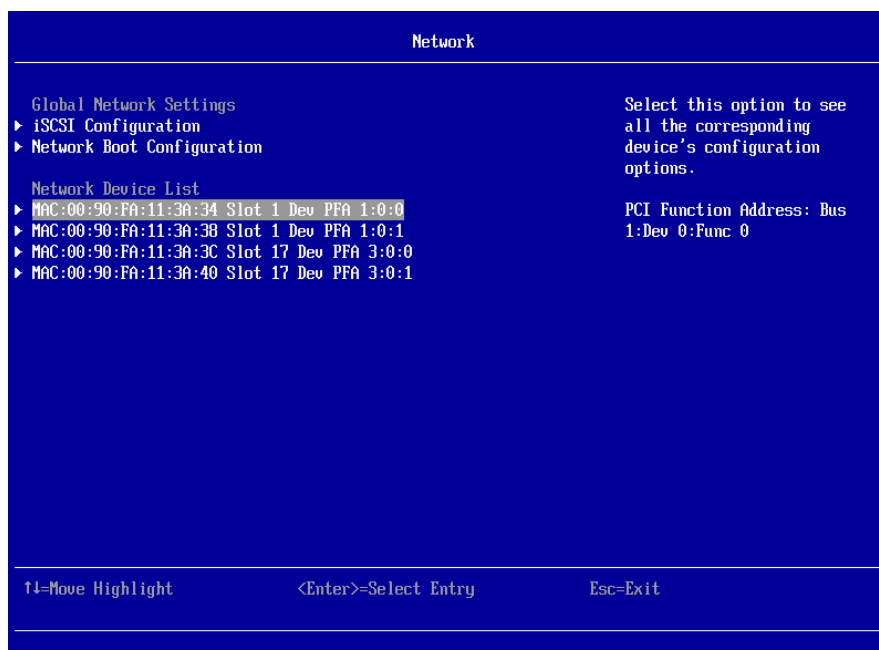 Network
Global Network Settings
▶ iSCSI Configuration
▶ Network Boot Configuration
Network Device List
▶ MAC:00:90:FA:11:3A:34 Slot 1 Dev PFA 1:0:0
▶ MAC:00:90:FA:11:3A:38 Slot 1 Dev PFA 1:0:1
▶ MAC:00:90:FA:11:3A:3C Slot 17 Dev PFA 3:0:0
▶ MAC:00:90:FA:11:3A:40 Slot 17 Dev PFA 3:0:1
Select this option to see
all the corresponding
device's configuration
options.
PCI Function Address: Bus
1:Dev 0:Func 0
↑↓=Move Highlight <Enter>=Select Entry Esc=Exit